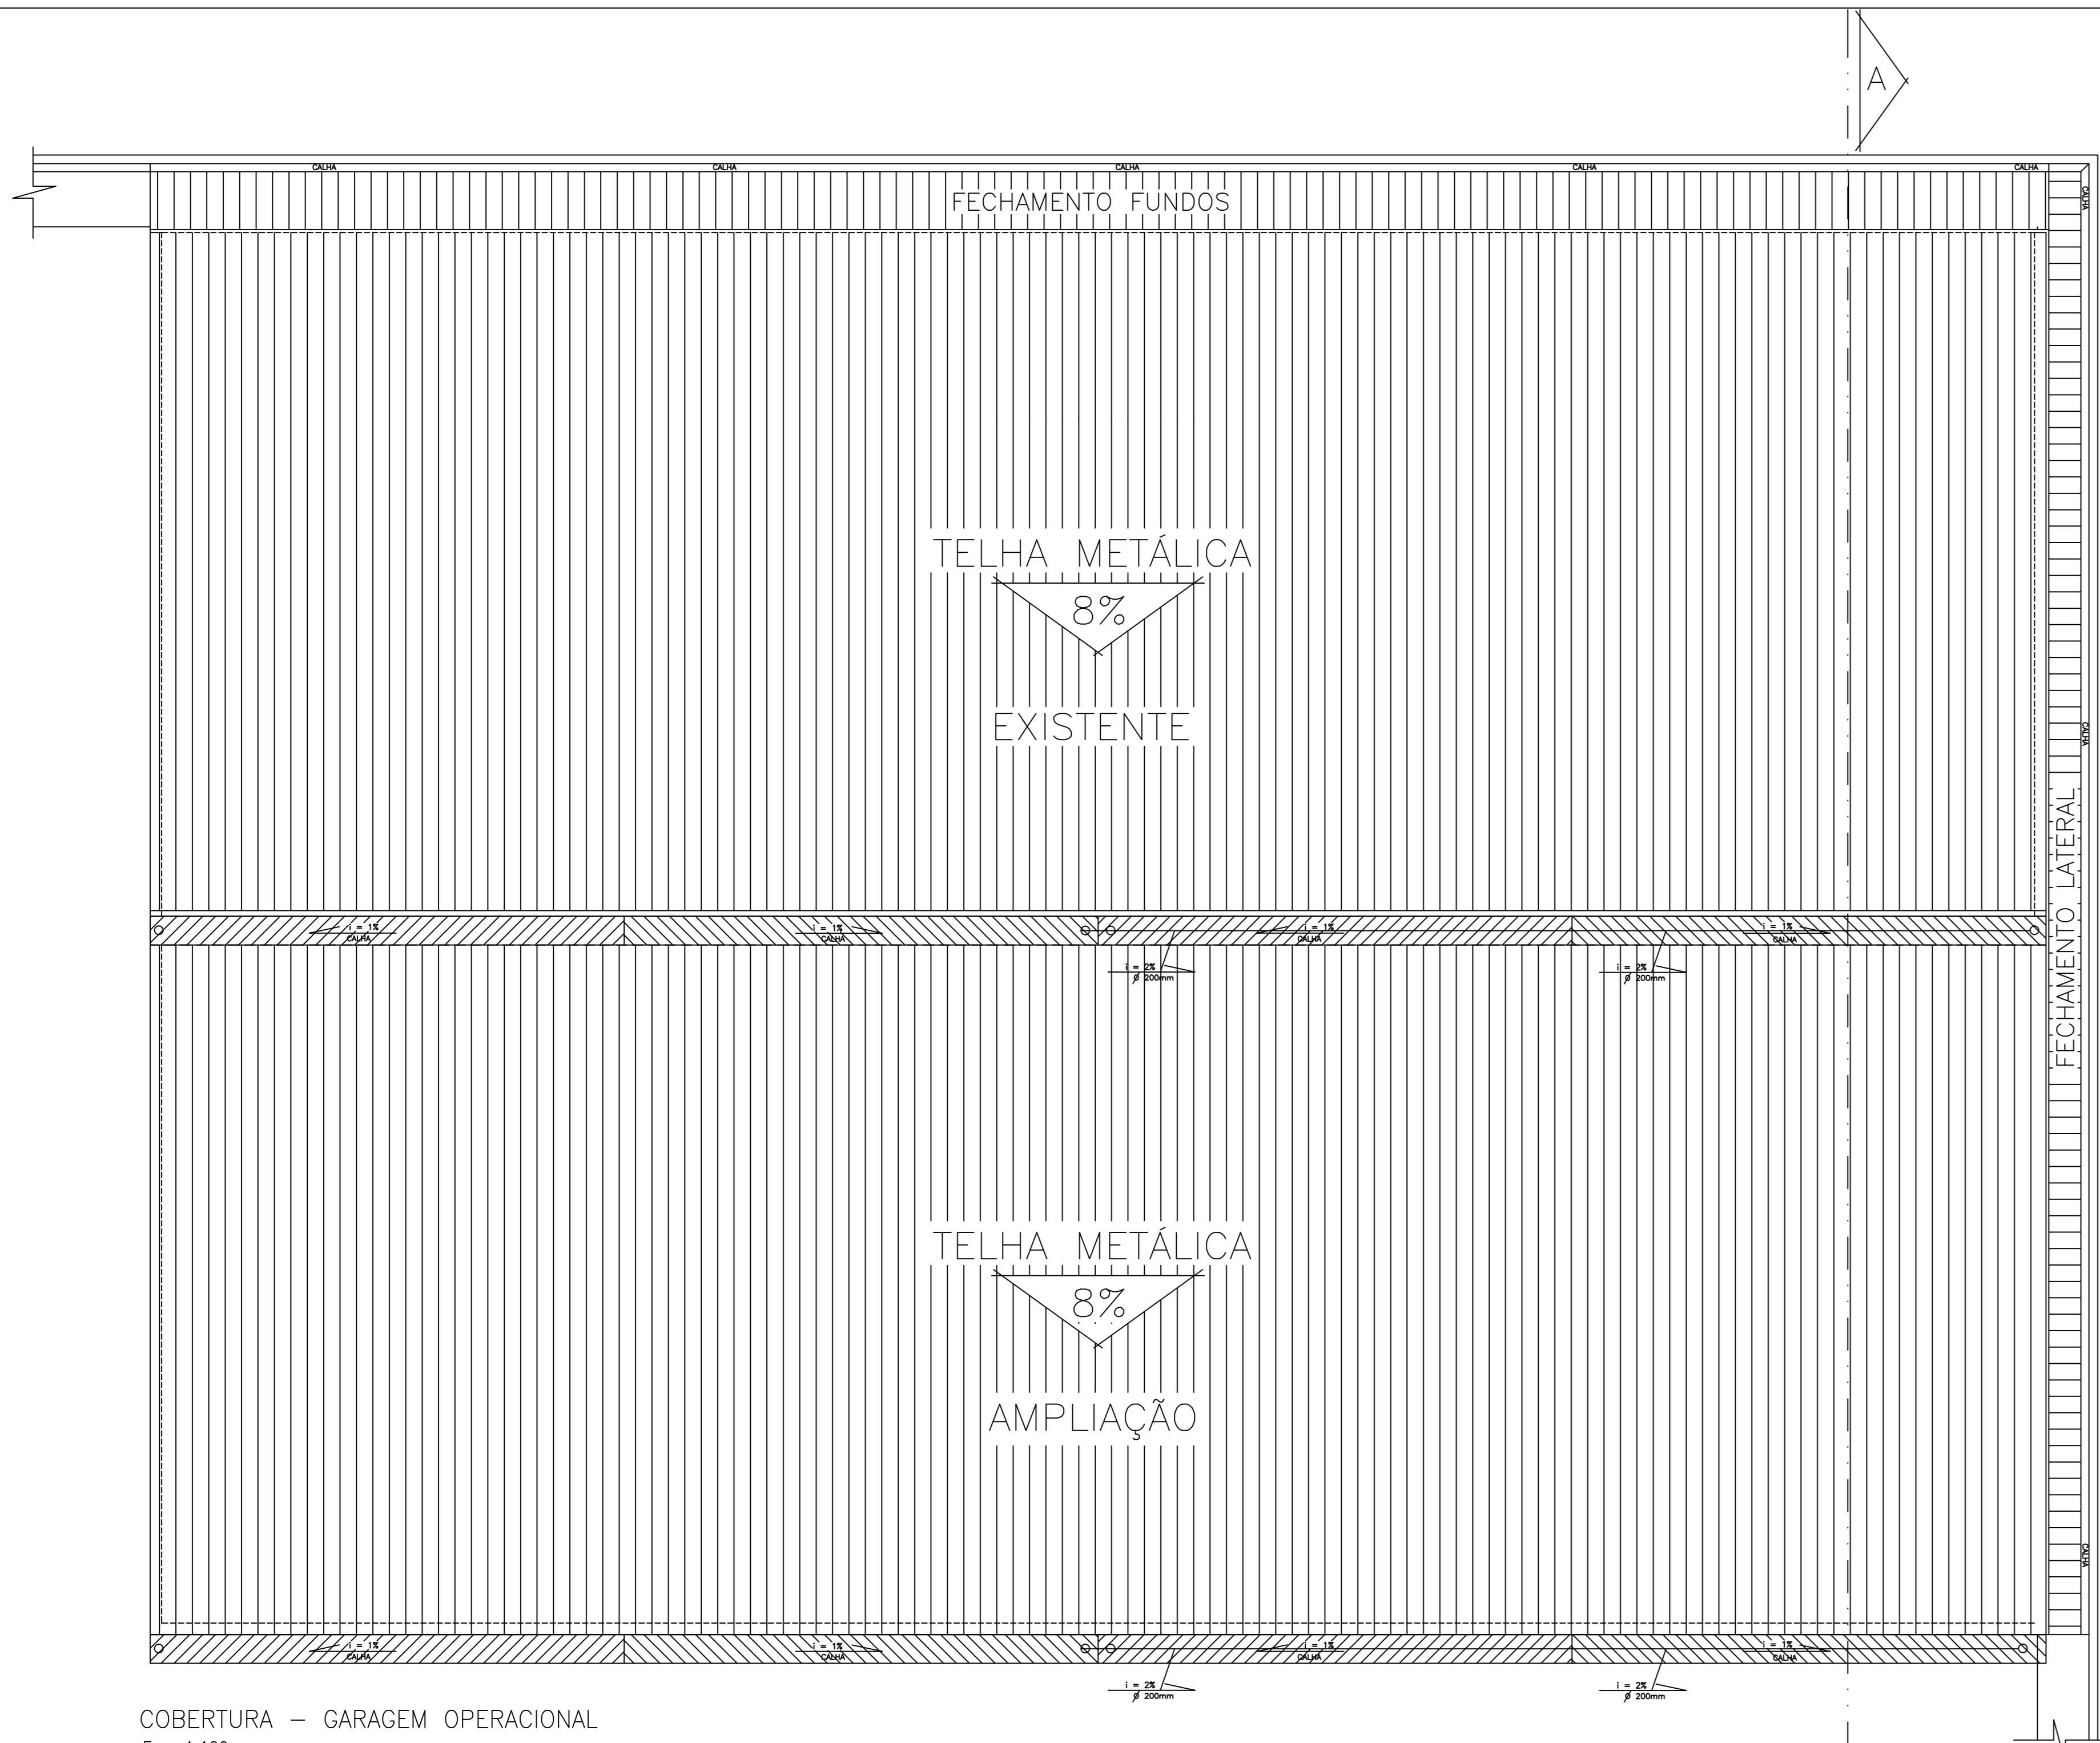 A
CALHA
CALHA
CALHA
CALHA
CALHA
CALHA
FECHAMENTO FUNDOS
TELHA METÁLICA
8%
EXISTENTE
CALHA
FECHAMENTO LATERAL
i = 1%
CALHA
i = 1%
CALHA
i = 1%
CALHA
i = 1%
CALHA
i = 2%
Ø 200mm
i = 2%
Ø 200mm
TELHA METÁLICA
8%
AMPLIAÇÃO
CALHA
i = 1%
CALHA
i = 1%
CALHA
i = 1%
CALHA
i = 1%
CALHA
i = 2%
Ø 200mm
i = 2%
Ø 200mm
COBERTURA – GARAGEM OPERACIONAL